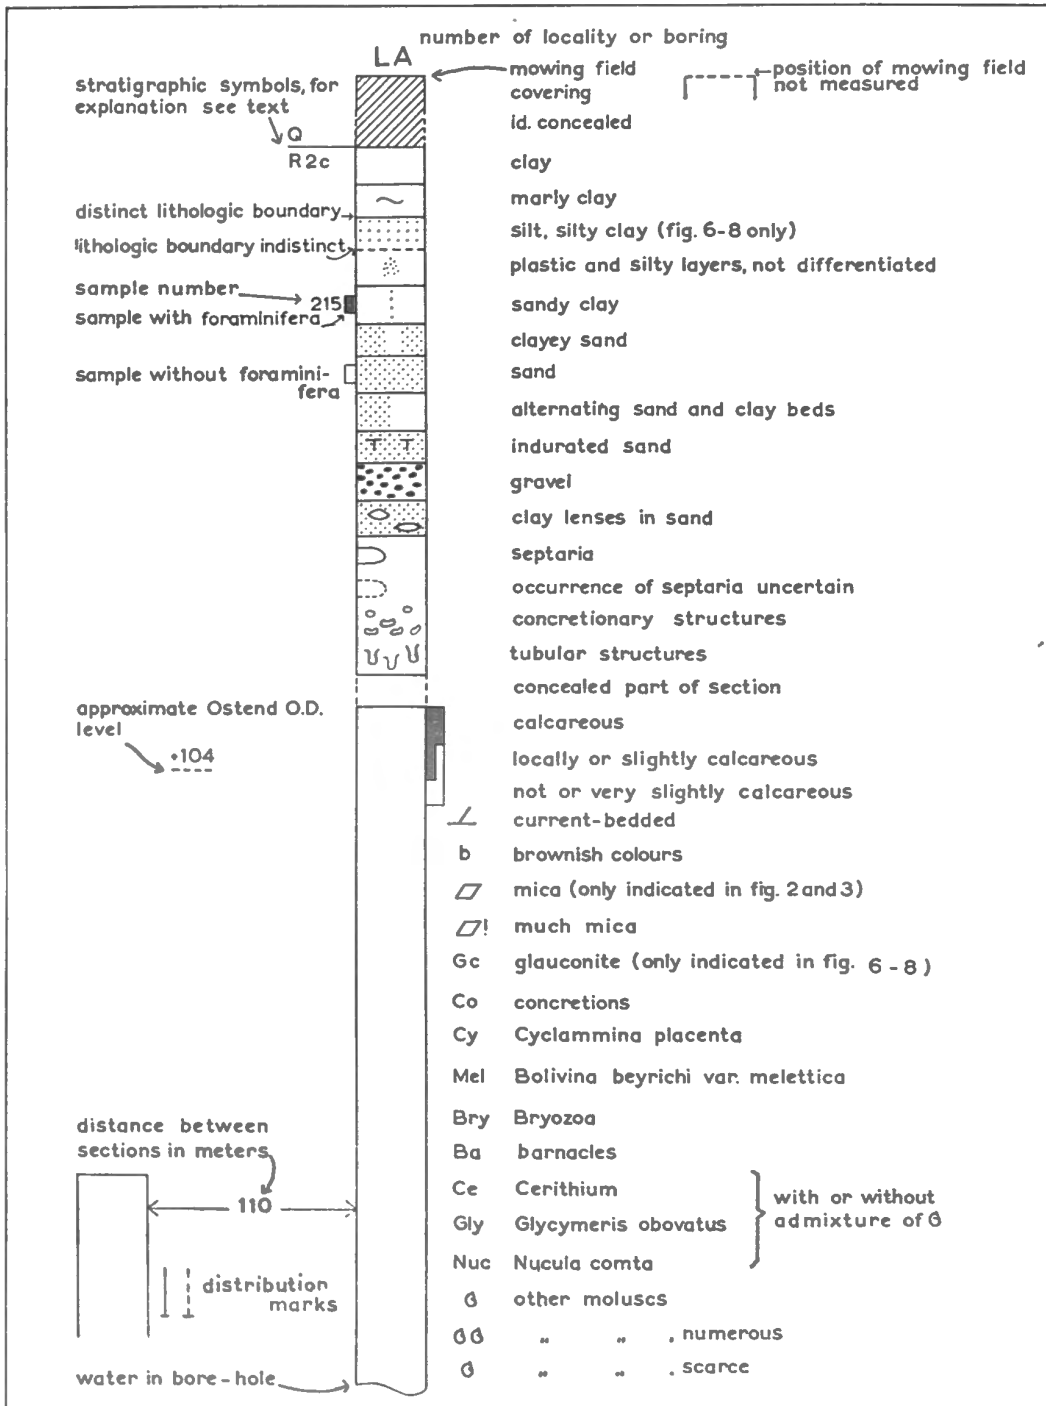 number of locality or boring
LA
mowing field
covering
position of mowing field
not measured
stratigraphic symbols, for
explanation see text
Q
R2c
id. concealed
clay
marly clay
distinct lithologic boundary
silt, silty clay (fig. 6-8 only)
lithologic boundary indistinct
plastic and silty layers, not differentiated
sample number
215
sample with foraminifera
sandy clay
clayey sand
sample without foramini-
fera
sand
alternating sand and clay beds
T T
indurated sand
gravel
clay lenses in sand
septaria
occurrence of septaria uncertain
concretionary structures
tubular structures
concealed part of section
approximate Ostend O.D.
level
+104
calcareous
locally or slightly calcareous
not or very slightly calcareous
current-bedded
b brownish colours
mica (only indicated in fig. 2 and 3)
! much mica
Gc glauconite (only indicated in fig. 6-8)
Co concretions
Cy Cyclammina placenta
Mel Bolivina beyrichi var. melettica
Bry Bryozoa
distance between
sections in meters
110
Ba barnacles
Ce Cerithium
Gly Glycymeris obovatus
Nuc Nucula comta
with or without
admixture of
distribution
marks
other moluscs
„ „ . numerous
„ „ . scarce
water in bore-hole